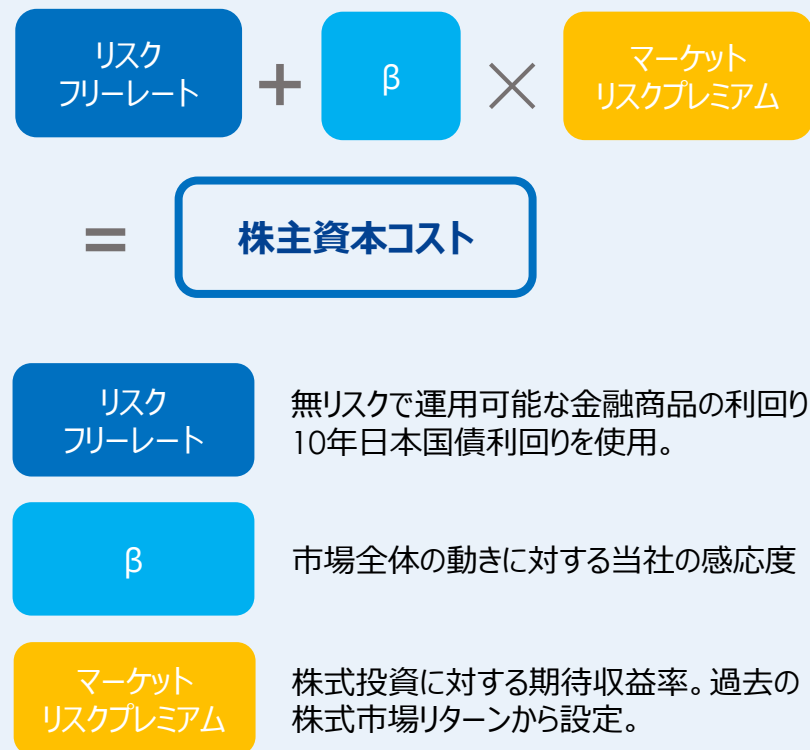 リスク
フリーレート
+
β
×
マーケット
リスクプレミアム
=
株主資本コスト
リスク
フリーレート
無リスクで運用可能な金融商品の利回り
10年日本国債利回りを使用。
β
市場全体の動きに対する当社の感応度
マーケット
リスクプレミアム
株式投資に対する期待収益率。過去の
株式市場リターンから設定。